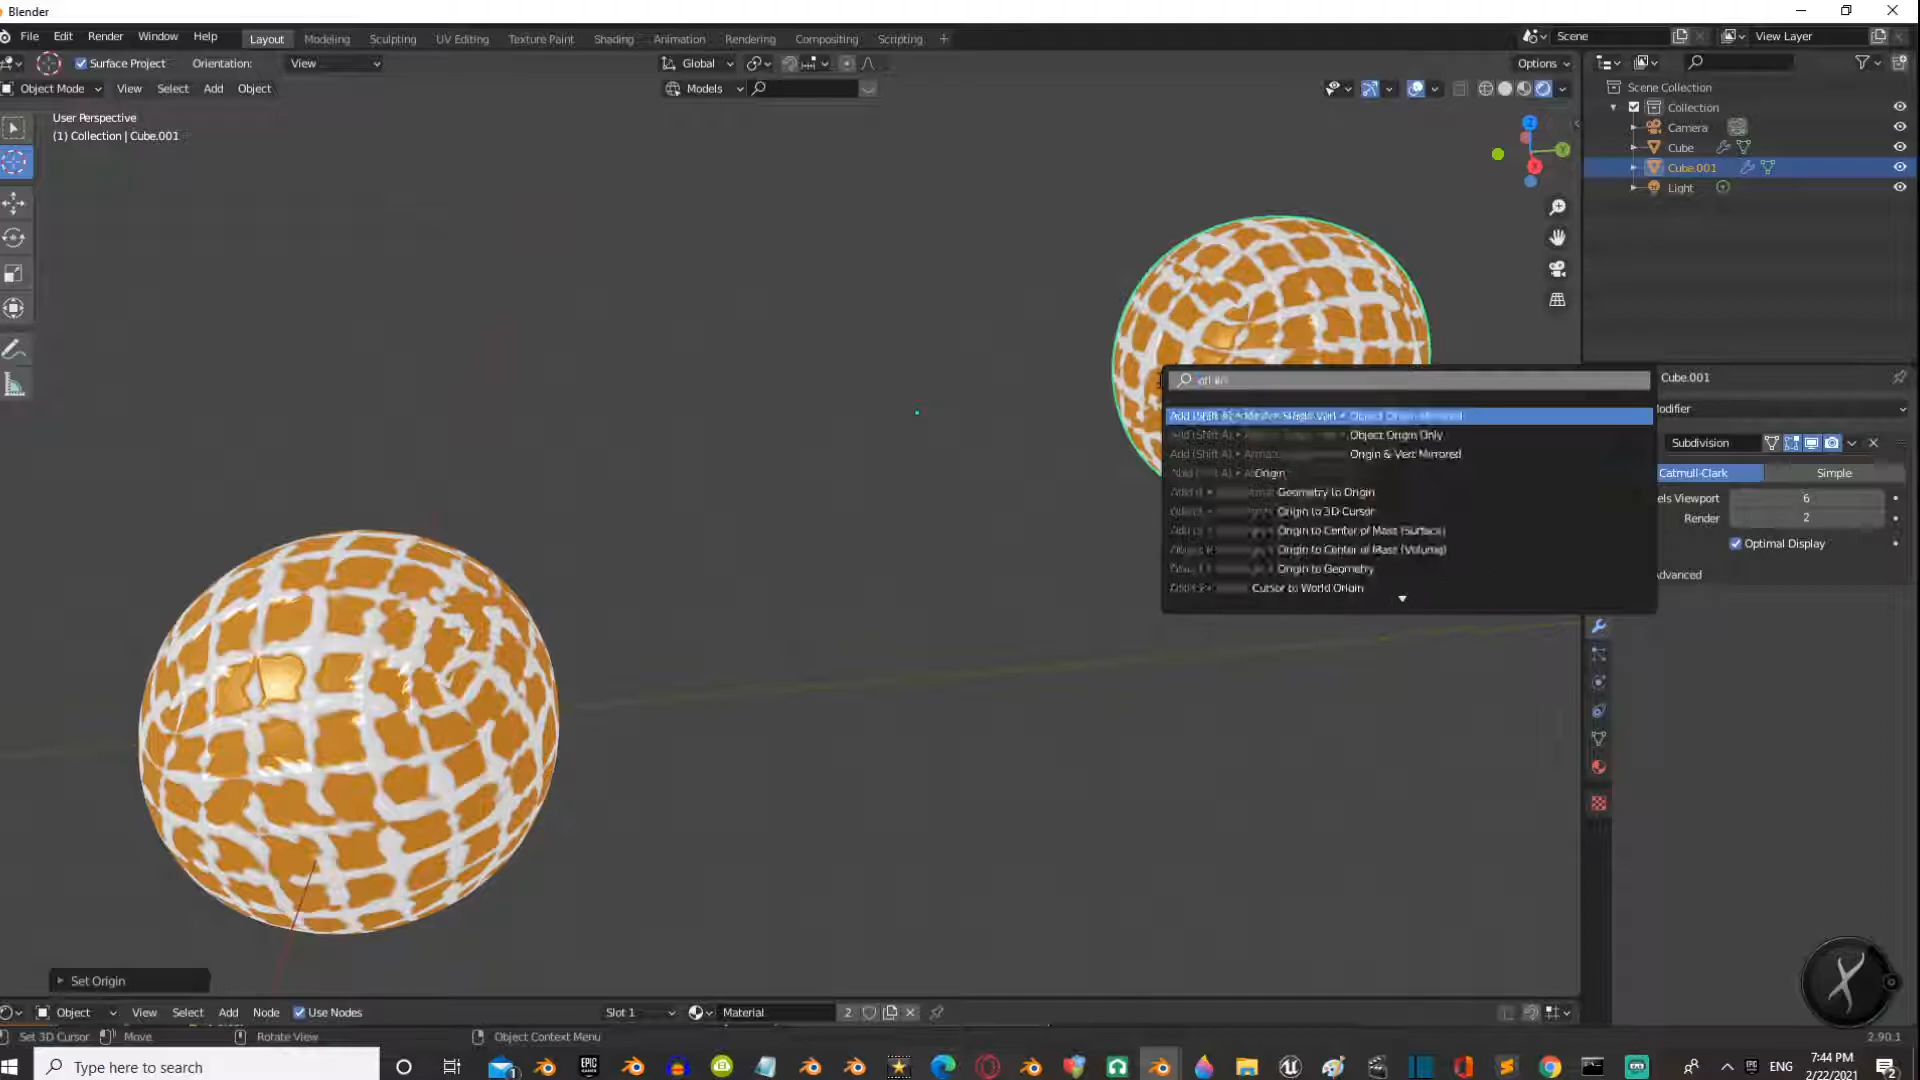 Blender
File Edit Render Window Help Layout Modeling Sculpting UV Editing Texture Paint Shading Animation Rendering Compositing Scripting + Scene View Layer
Surface Project Orientation: View Global Options
Object Mode View Select Add Object Models
User Perspective
(1) Collection | Cube.001
Scene Collection
Collection
Camera
Cube
Cube.001
Light
X
Y
Z
Cube.001
odifier
Subdivision
Catmull-Clark Simple
els Viewport 6
Render 2
Optimal Display
Advanced
Object Origin Mirrored
Object Origin Only
Origin & Vert Mirrored
Origin
Geometry to Origin
Origin to 3D Cursor
Origin to Center of Mass (Surface)
Origin to Center of Mass (Volume)
Origin to Geometry
Cursor to World Origin
Set Origin
Object View Select Add Node Use Nodes Slot 1 Material 2
Set 3D Cursor Move Rotate View Object Context Menu 2.90.1
Type here to search
ENG
7:44 PM
2/22/2021